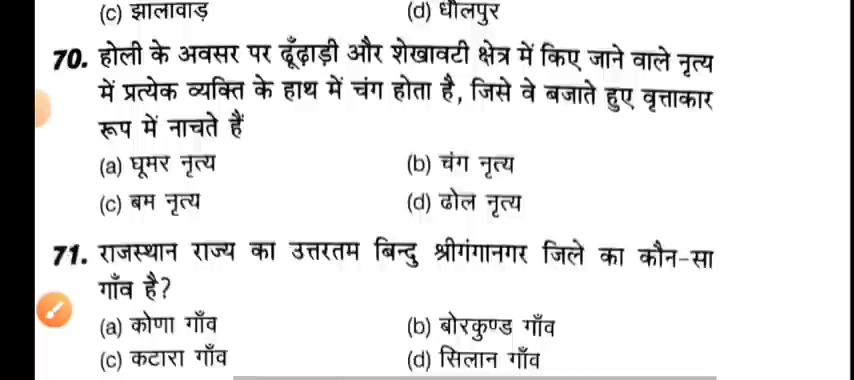 (c) झालावाड़ (d) धौलपुर
70. होली के अवसर पर ढूँढ़ाड़ी और शेखावटी क्षेत्र में किए जाने वाले नृत्य
में प्रत्येक व्यक्ति के हाथ में चंग होता है, जिसे वे बजाते हुए वृत्ताकार
रूप में नाचते हैं
(a) घूमर नृत्य (b) चंग नृत्य
(c) बम नृत्य (d) ढोल नृत्य
71. राजस्थान राज्य का उत्तरतम बिन्दु श्रीगंगानगर जिले का कौन-सा
गाँव है?
(a) कोणा गाँव (b) बोरकुण्ड गाँव
(c) कटारा गाँव (d) सिलान गाँव